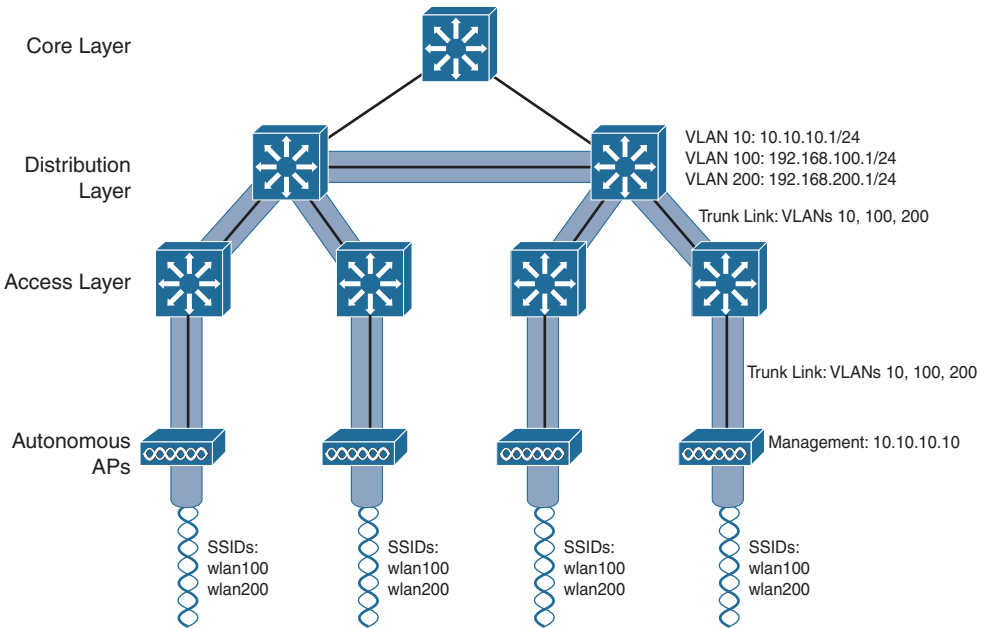 Core Layer
Distribution
Layer
VLAN 10: 10.10.10.1/24
VLAN 100: 192.168.100.1/24
VLAN 200: 192.168.200.1/24
Trunk Link: VLANs 10, 100, 200
Access Layer
Trunk Link: VLANs 10, 100, 200
Autonomous
APs
Management: 10.10.10.10
SSIDs:
wlan100
wlan200
SSIDs:
wlan100
wlan200
SSIDs:
wlan100
wlan200
SSIDs:
wlan100
wlan200